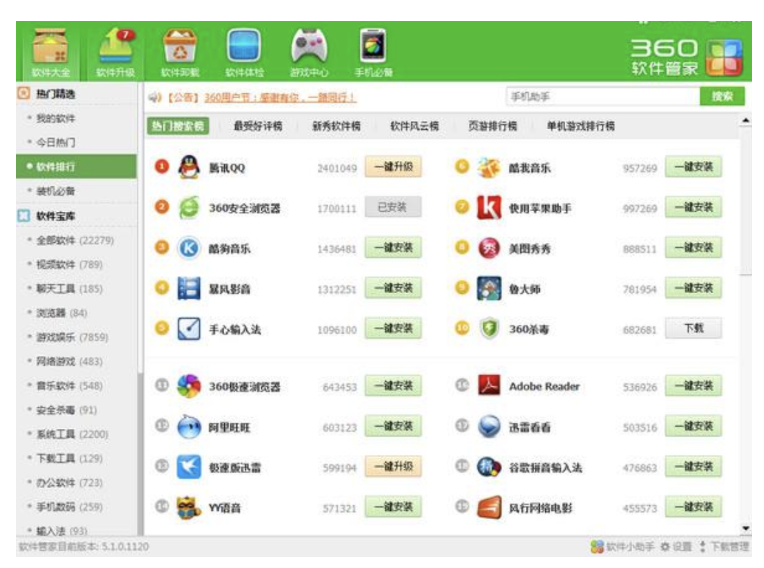 软件大全 软件升级 7 软件卸载 软件体检 游戏中心 手机必备
360
软件管家
热门精选
【公告】360用户节:感谢有你,一路同行!
手机助手 搜索
我的软件
今日热门
软件排行
装机必备
软件宝库
全部软件 (22279)
视频软件 (789)
聊天工具 (185)
浏览器 (84)
游戏娱乐 (7859)
网络游戏 (483)
音乐软件 (548)
安全杀毒 (91)
系统工具 (2200)
下载工具 (129)
办公软件 (723)
手机数码 (259)
输入法 (93)
热门搜索榜 最受好评榜 新秀软件榜 软件风云榜 页游排行榜 单机游戏排行榜
1 腾讯QQ 2401049 一键升级
6 酷我音乐 957269 一键安装
2 360安全浏览器 1700111 已安装
7 快用苹果助手 997269 一键安装
3 酷狗音乐 1436481 一键安装
8 美图秀秀 888511 一键安装
4 暴风影音 1312251 一键安装
9 鲁大师 781954 一键安装
5 手心输入法 1096100 一键安装
10 360杀毒 682681 下载
11 360极速浏览器 643453 一键安装
16 Adobe Reader 536926 一键安装
12 阿里旺旺 603123 一键安装
17 迅雷看看 503516 一键安装
13 极速版迅雷 599194 一键升级
18 谷歌拼音输入法 476863 一键安装
14 YY语音 571321 一键安装
19 风行网络电影 455573 一键安装
软件管家目前版本: 5.1.0.1120
软件小助手 设置 下载管理